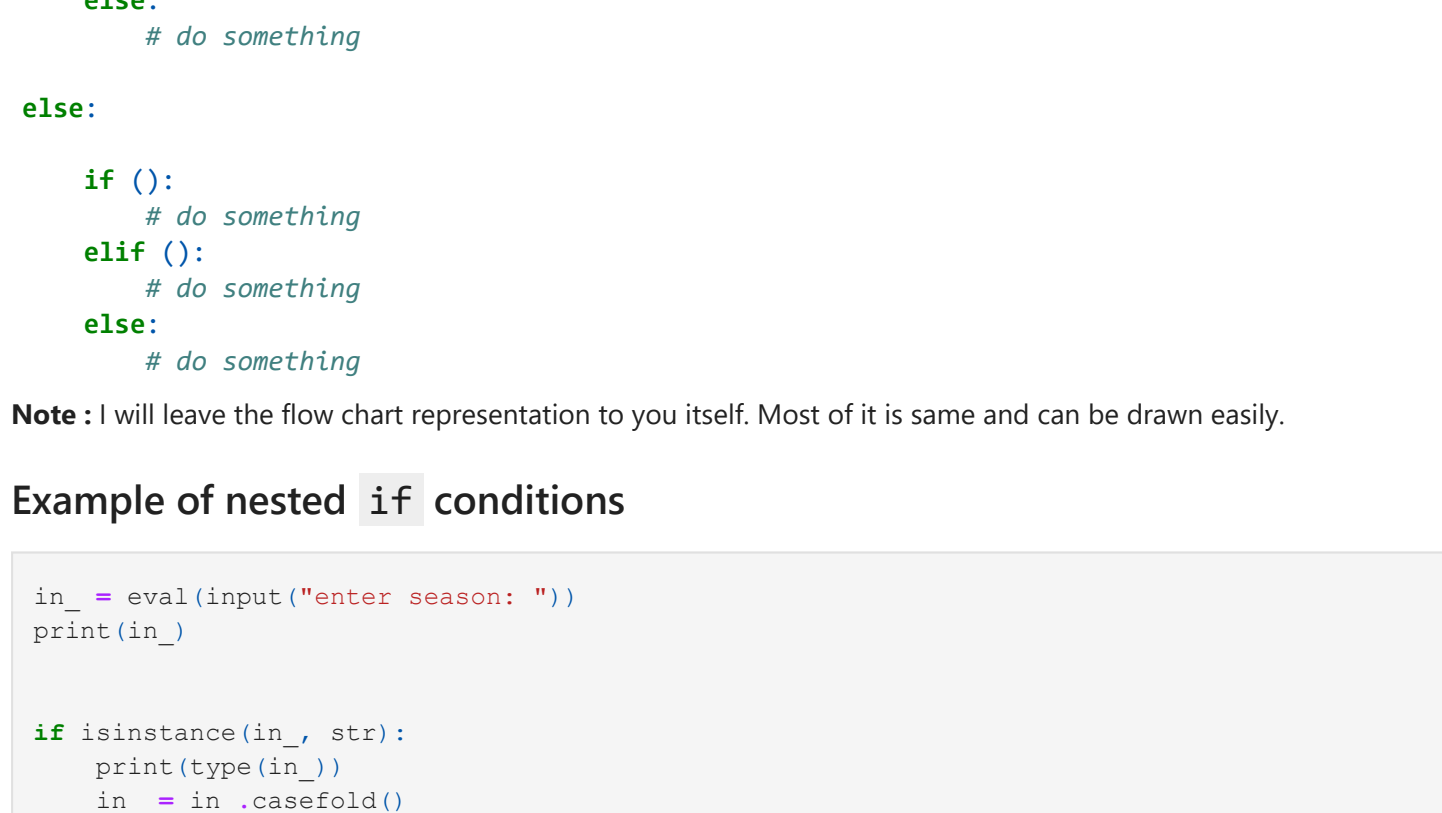 else:
# do something
else:
if ():
# do something
elif ():
# do something
else:
# do something
Note : I will leave the flow chart representation to you itself. Most of it is same and can be drawn easily.
Example of nested if conditions
in_ = eval(input("enter season: "))
print(in_)
if isinstance(in_, str):
print(type(in_))
in_ = in_.casefold()